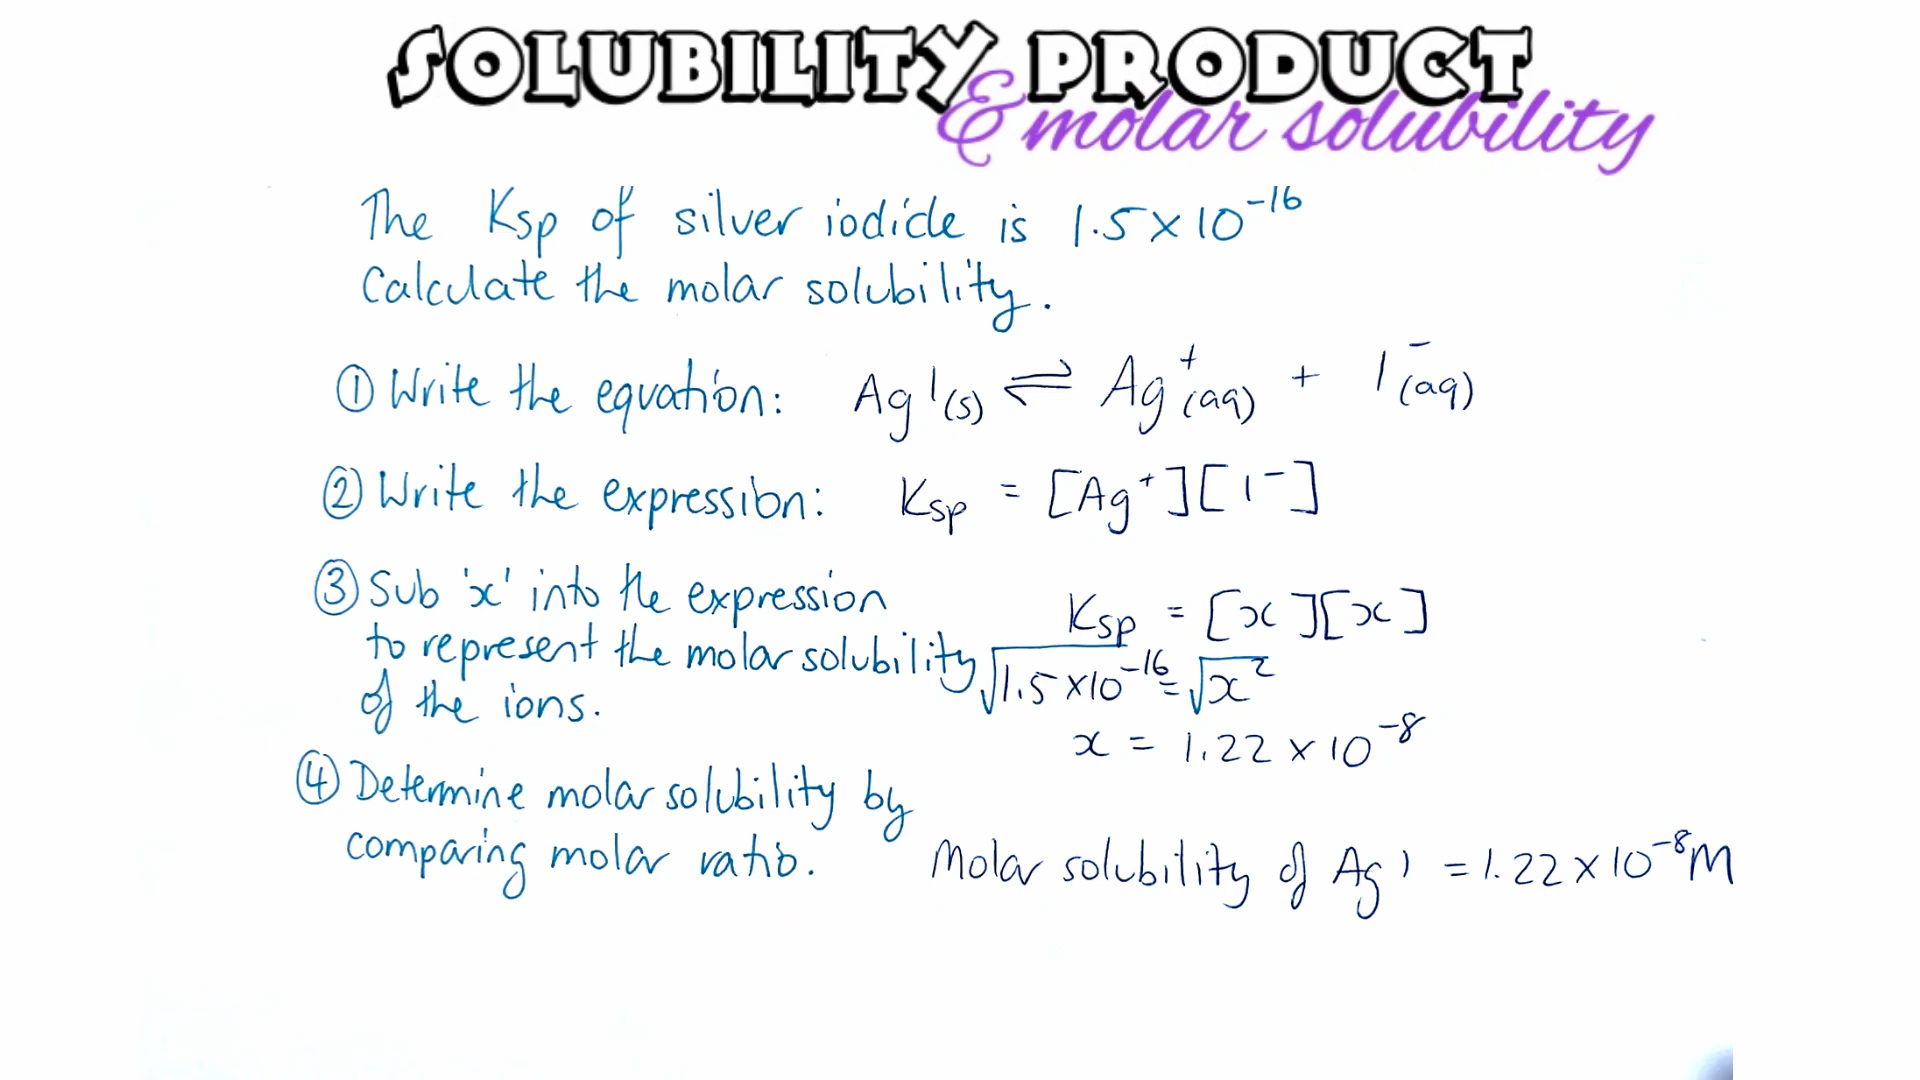 SOLUBILITY PRODUCT
& molar solubility
The Ksp of silver iodide is 1.5 × 10⁻¹⁶
Calculate the molar solubility.
① Write the equation: AgI(s) ⇌ Ag⁺(aq) + I⁻(aq)
② Write the expression: Ksp = [Ag⁺][I⁻]
③ Sub 'x' into the expression Ksp = [x][x]
to represent the molar solubility √1.5 × 10⁻¹⁶ = √x²
of the ions.
x = 1.22 × 10⁻⁸
④ Determine molar solubility by
comparing molar ratio. Molar solubility of AgI = 1.22 × 10⁻⁸M